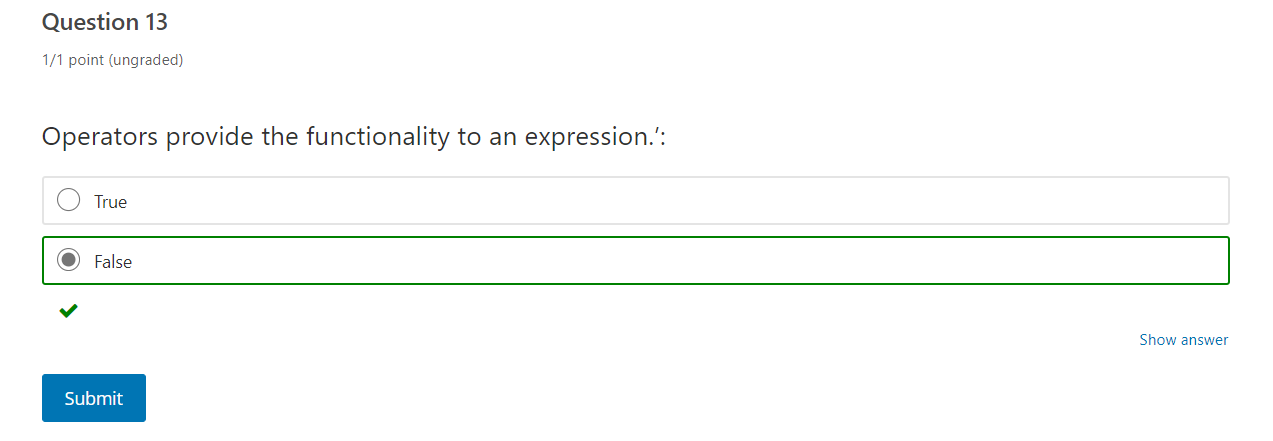 Question 13
1/1 point (ungraded)
Operators provide the functionality to an expression.′:
True
False
Show answer
Submit